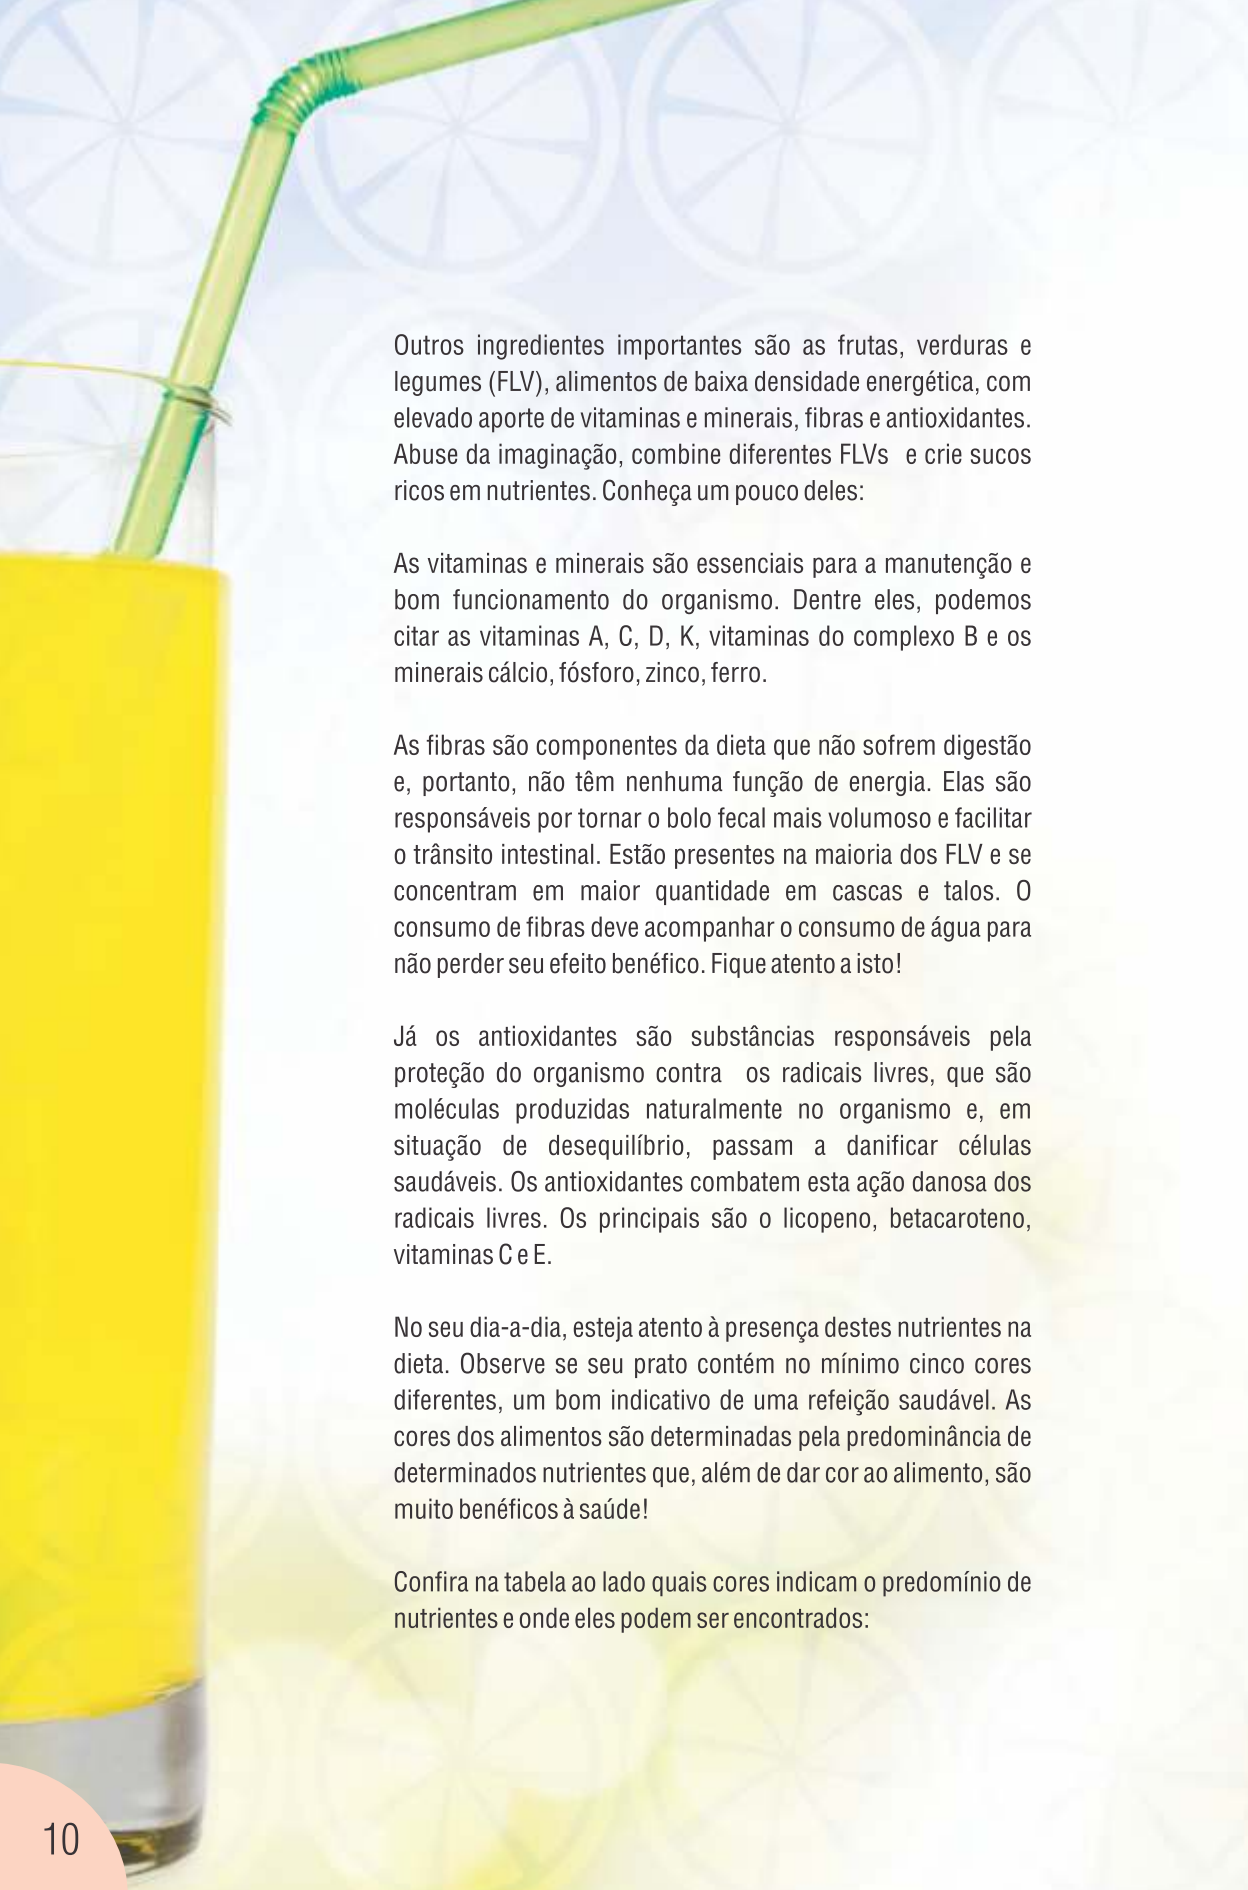 Outros ingredientes importantes são as frutas, verduras e
legumes (FLV), alimentos de baixa densidade energética, com
elevado aporte de vitaminas e minerais, fibras e antioxidantes.
Abuse da imaginação, combine diferentes FLVs  e crie sucos
ricos em nutrientes. Conheça um pouco deles:

As vitaminas e minerais são essenciais para a manutenção e
bom funcionamento do organismo. Dentre eles, podemos
citar as vitaminas A, C, D, K, vitaminas do complexo B e os
minerais cálcio, fósforo, zinco, ferro.

As fibras são componentes da dieta que não sofrem digestão
e, portanto, não têm nenhuma função de energia. Elas são
responsáveis por tornar o bolo fecal mais volumoso e facilitar
o trânsito intestinal. Estão presentes na maioria dos FLV e se
concentram em maior quantidade em cascas e talos. O
consumo de fibras deve acompanhar o consumo de água para
não perder seu efeito benéfico. Fique atento a isto!

Já os antioxidantes são substâncias responsáveis pela
proteção do organismo contra  os radicais livres, que são
moléculas produzidas naturalmente no organismo e, em
situação de desequilíbrio, passam a danificar células
saudáveis. Os antioxidantes combatem esta ação danosa dos
radicais livres. Os principais são o licopeno, betacaroteno,
vitaminas C e E.

No seu dia-a-dia, esteja atento à presença destes nutrientes na
dieta. Observe se seu prato contém no mínimo cinco cores
diferentes, um bom indicativo de uma refeição saudável. As
cores dos alimentos são determinadas pela predominância de
determinados nutrientes que, além de dar cor ao alimento, são
muito benéficos à saúde!

Confira na tabela ao lado quais cores indicam o predomínio de
nutrientes e onde eles podem ser encontrados:

10